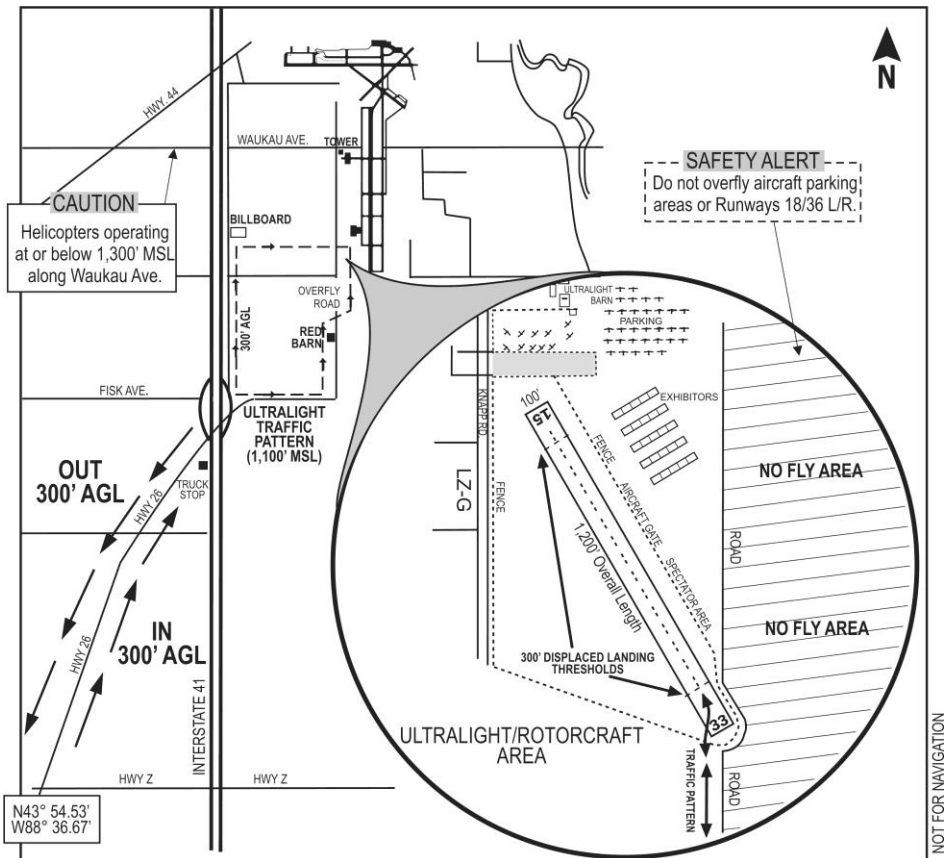 HWY. 44
N
WAUKAU AVE.
TOWER
SAFETY ALERT
Do not overfly aircraft parking
areas or Runways 18/36 L/R.
CAUTION
Helicopters operating
at or below 1,300' MSL
along Waukau Ave.
BILLBOARD
OVERFLY
ROAD
300' AGL
RED
BARN
ULTRALIGHT
BARN
PARKING
FISK AVE.
ULTRALIGHT
TRAFFIC
PATTERN
(1,100' MSL)
KNAPP RD.
100'
15
EXHIBITORS
FENCE
OUT
300' AGL
TRUCK
STOP
HWY 26
LZ-G
FENCE
AIRCRAFT GATE
SPECTATOR AREA
1,200' Overall Length
ROAD
NO FLY AREA
NO FLY AREA
IN
300' AGL
HWY 26
300' DISPLACED LANDING
THRESHOLDS
33
INTERSTATE 41
ULTRALIGHT/ROTORCRAFT
AREA
TRAFFIC PATTERN
ROAD
HWY Z
HWY Z
N43° 54.53'
W88° 36.67'
NOT FOR NAVIGATION